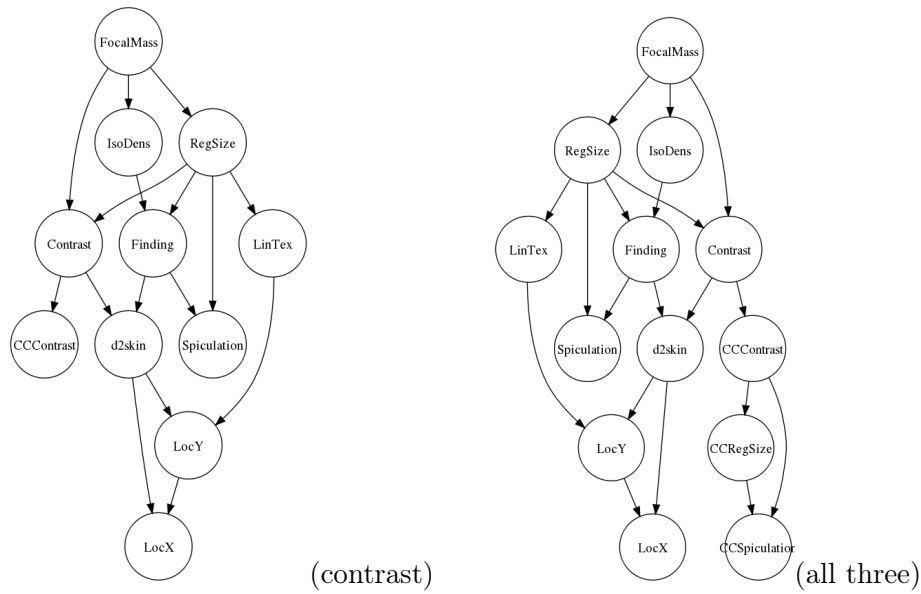 FocalMass
IsoDens
RegSize
Contrast
Finding
LinTex
CCContrast
d2skin
Spiculation
LocY
LocX
(contrast)
FocalMass
RegSize
IsoDens
LinTex
Finding
Contrast
Spiculation
d2skin
CCContrast
LocY
CCRegSize
LocX
CCSpiculation
(all three)